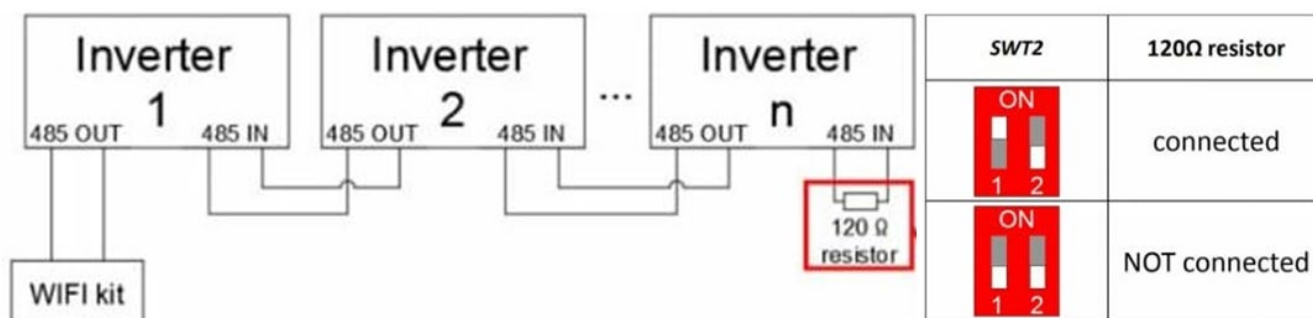 Inverter 1
485 OUT 485 IN
Inverter 2
485 OUT 485 IN
...
Inverter n
485 OUT 485 IN
120 Ω
resistor
WIFI kit
SWT2 120Ω resistor
ON
1 2
connected
ON
1 2
NOT connected